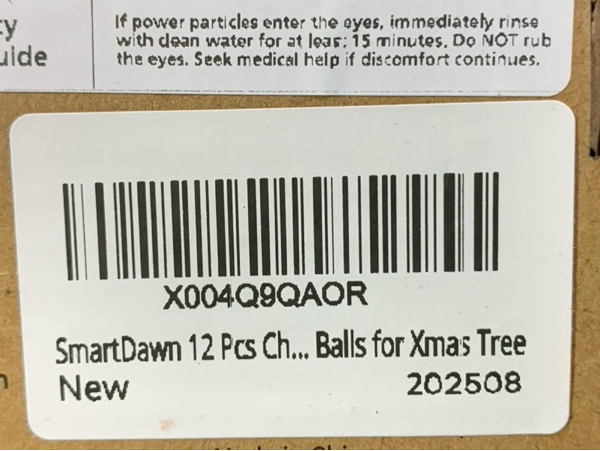 If power particles enter the eyes, immediately rinse
with clean water for at leas: 15 minutes. Do NOT rub
uide the eyes. Seek medical help if discomfort continues.
X004Q9QAOR
SmartDawn 12 Pcs Ch... Balls for Xmas Tree
New 202508